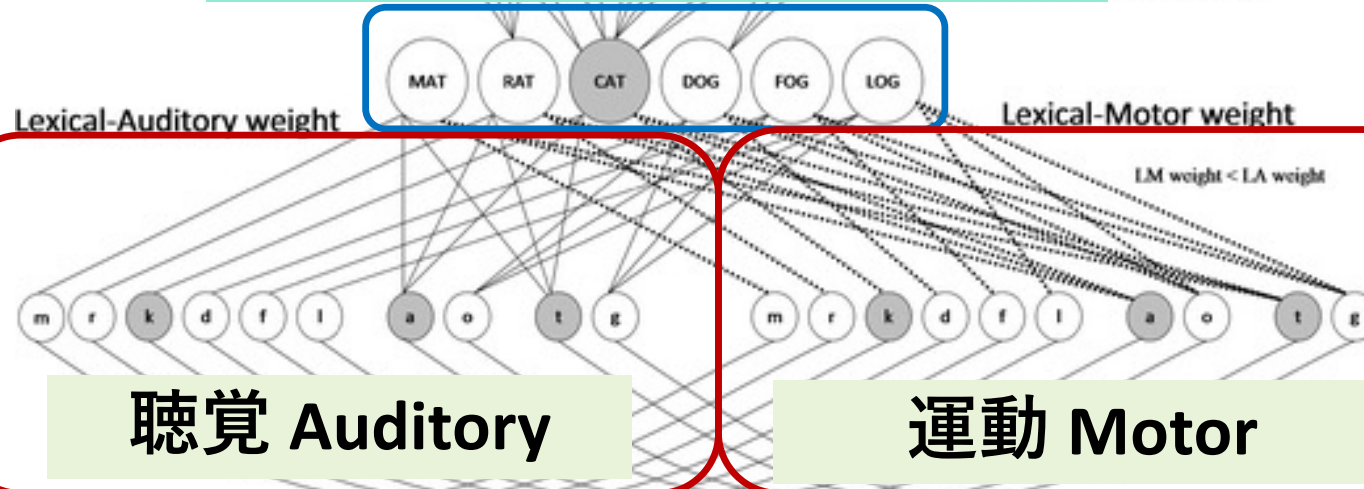 MAT RAT CAT DOG FOG LOG
Lexical-Auditory weight
Lexical-Motor weight
LM weight < LA weight
m r k d f l a o t g
m r k d f l a o t g
聴覚 Auditory
運動 Motor